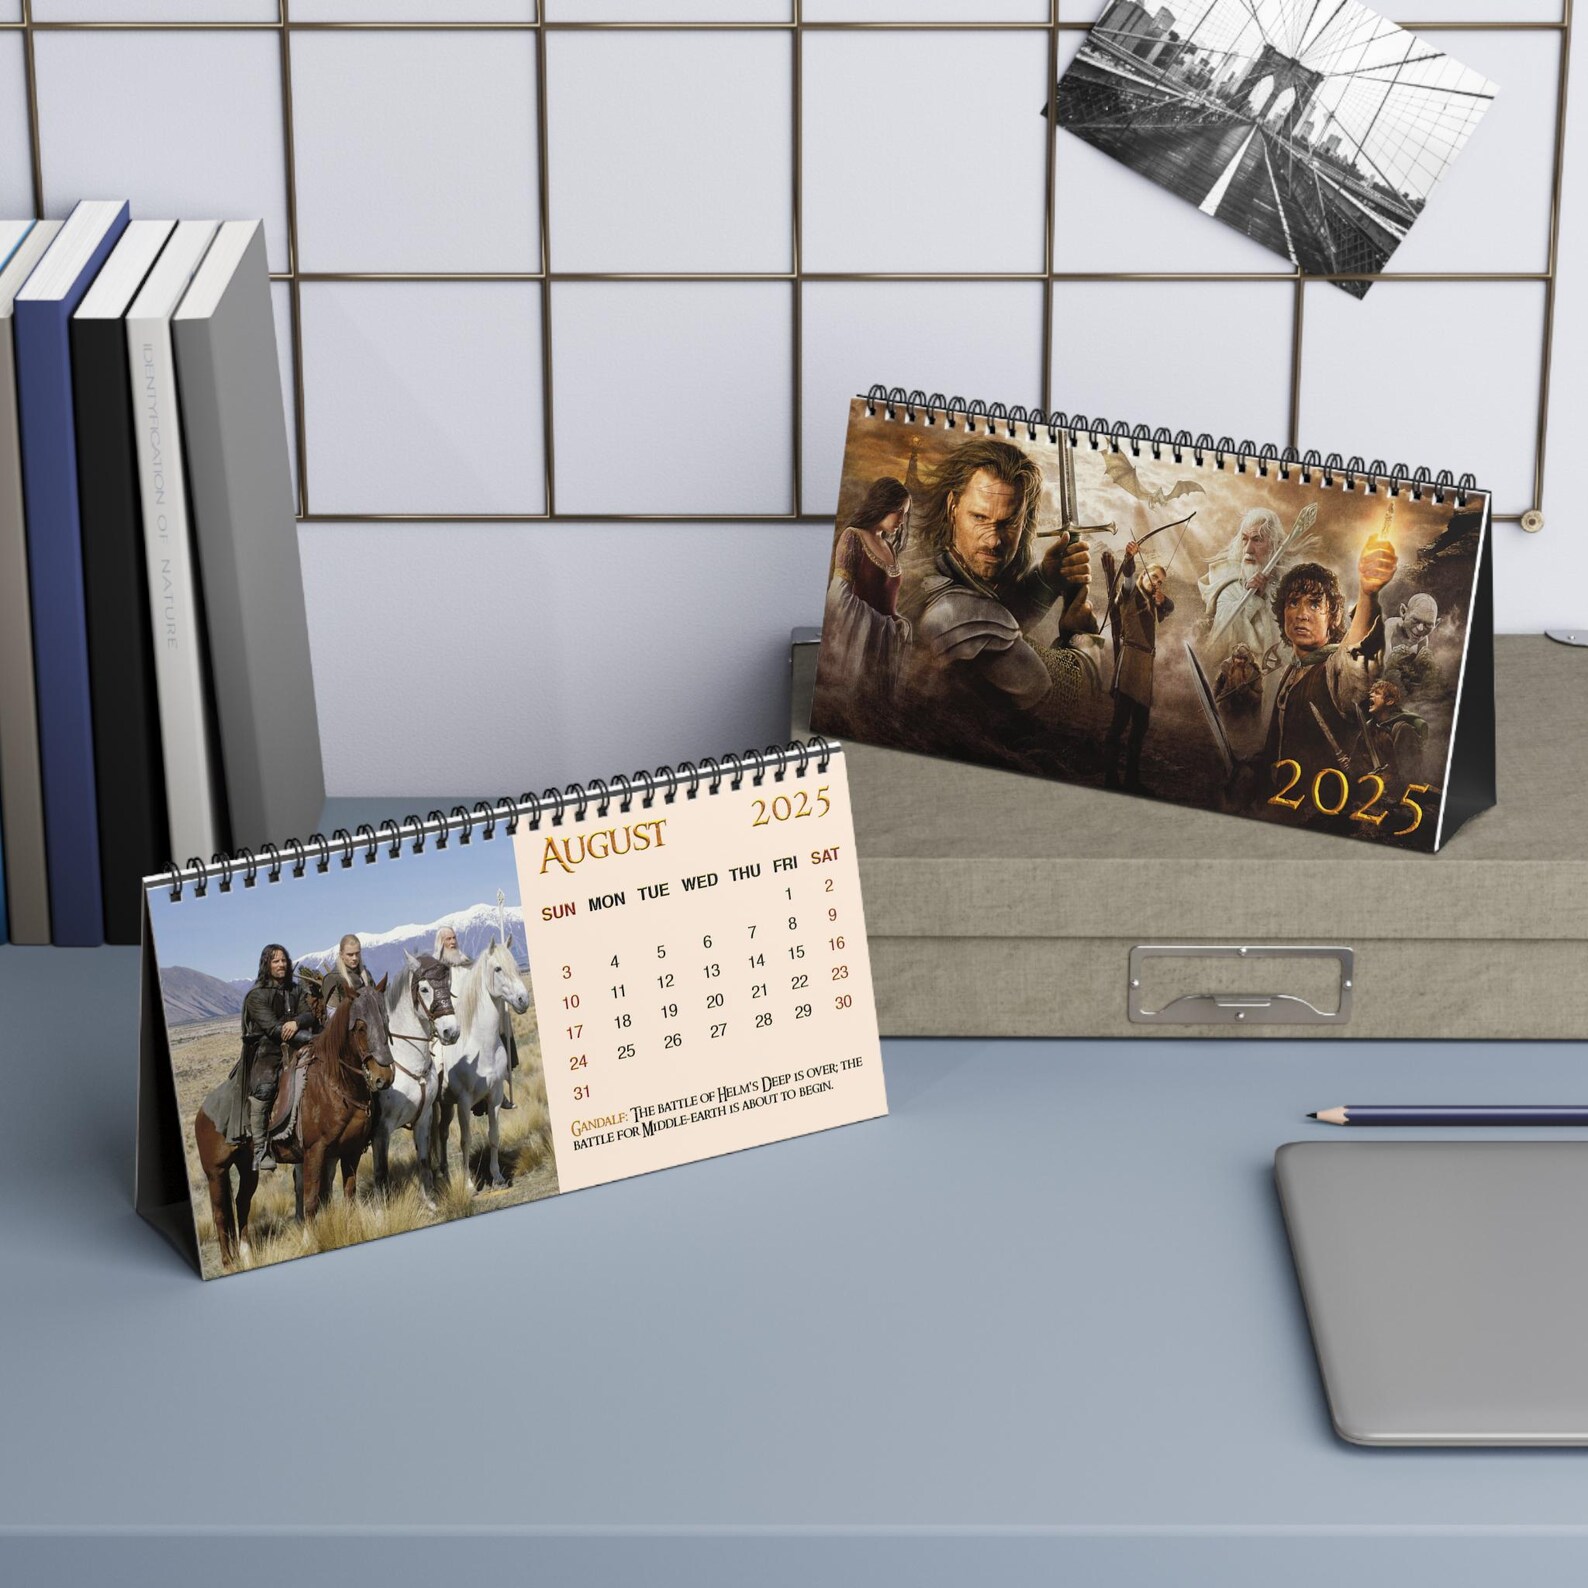 IDENTYFICATION OF NATURE
2025
AUGUST 2025
SUN MON TUE WED THU FRI SAT
1 2
3 4 5 6 7 8 9
10 11 12 13 14 15 16
17 18 19 20 21 22 23
24 25 26 27 28 29 30
31
GANDALF: THE BATTLE OF HELM'S DEEP IS OVER; THE
BATTLE FOR MIDDLE-EARTH IS ABOUT TO BEGIN.